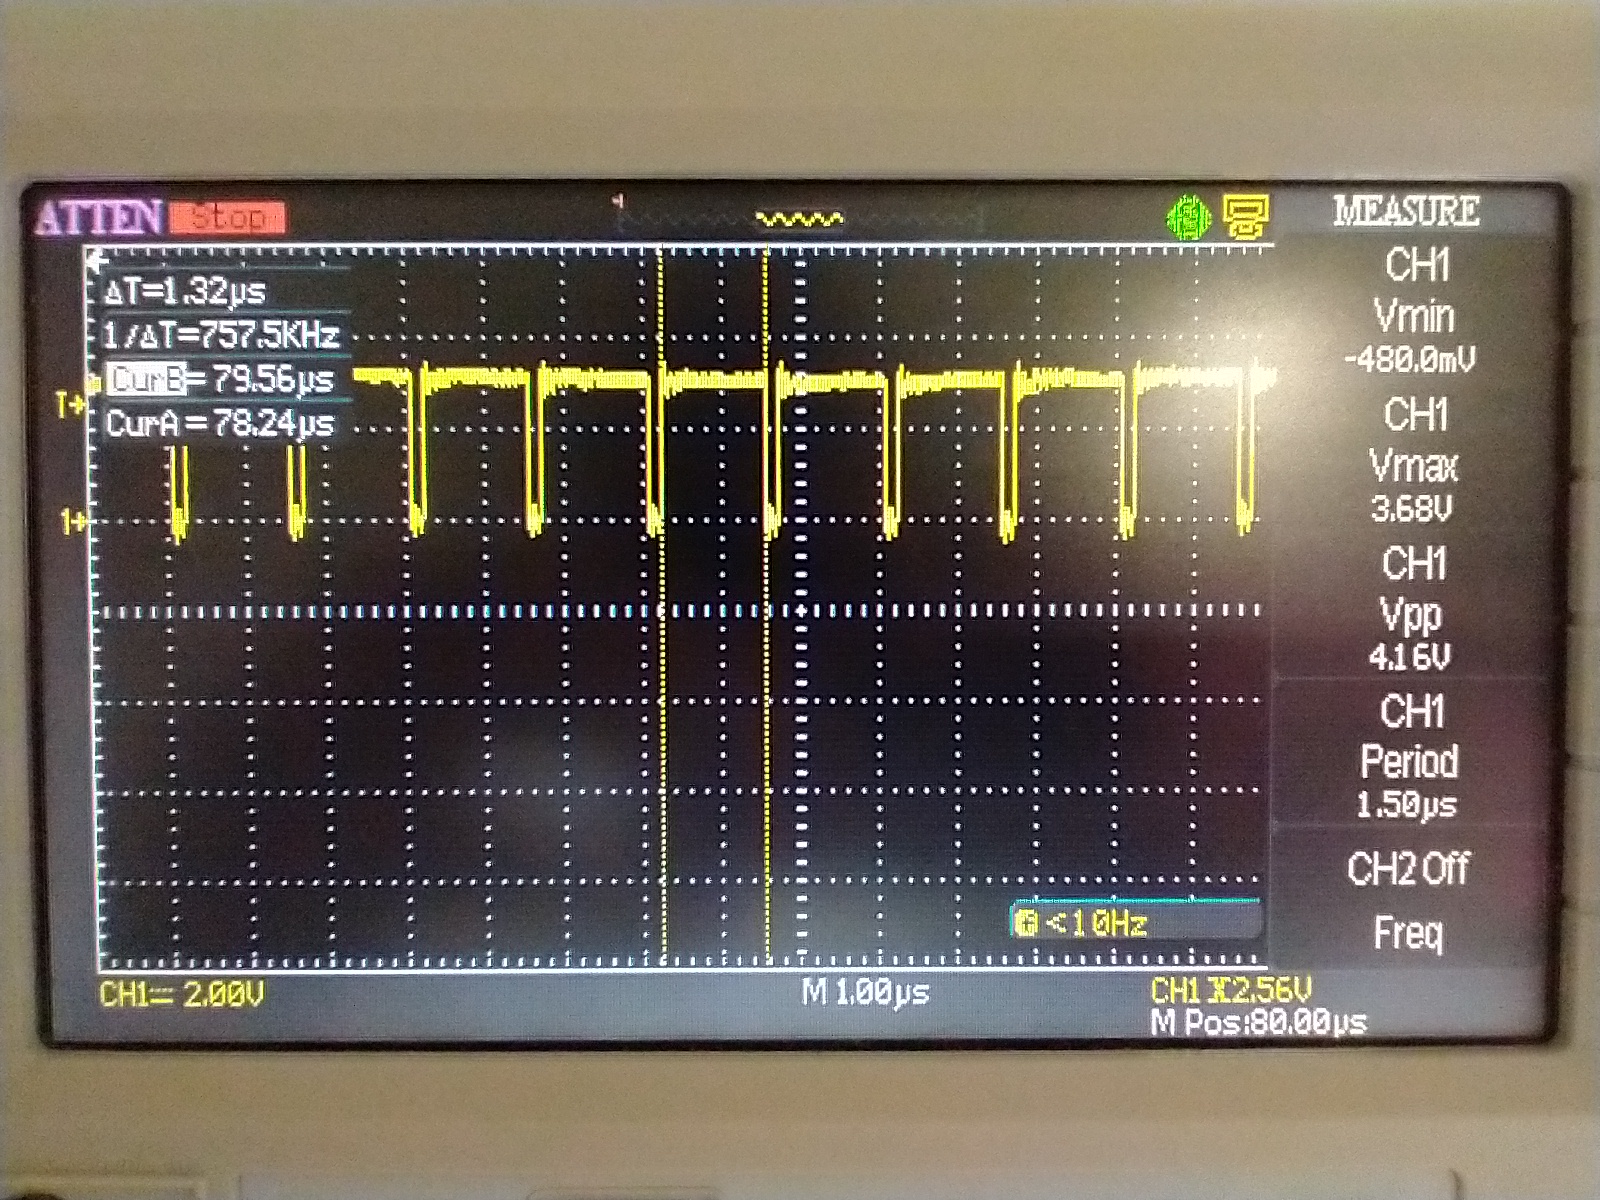 ATTEN Stop
MEASURE
ΔT=1.32µs
1/ΔT=757.5KHz
CurB= 79.56µs
CurA= 78.24µs
T
1
CH1
Vmin
-480.0mV
CH1
Vmax
3.68V
CH1
Vpp
4.16V
CH1
Period
1.50µs
CH2 Off
Freq
<10Hz
CH1 2.00V
M 1.00µs
CH1 2.56V
M Pos:80.00µs